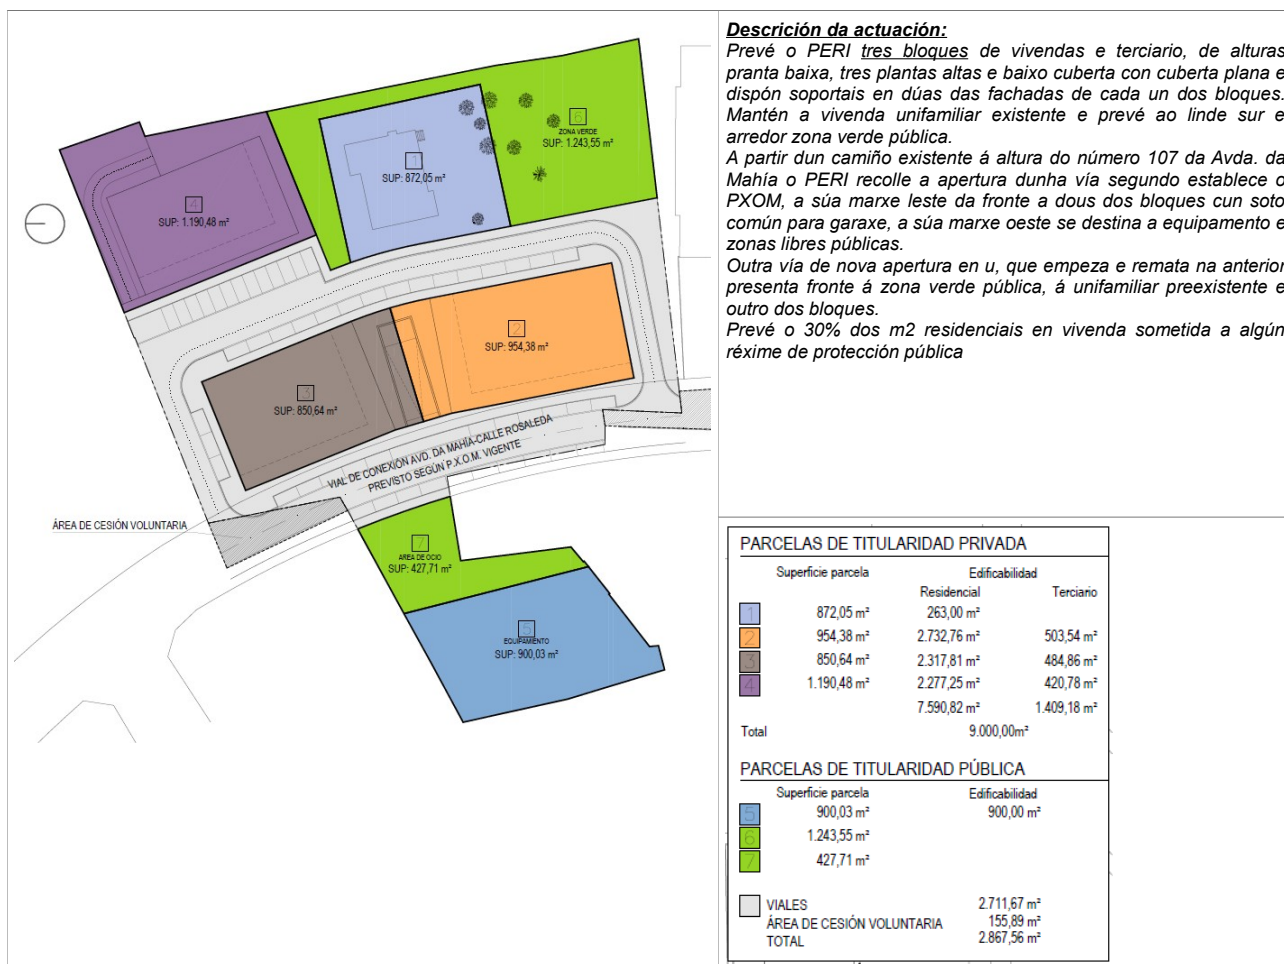 Descrición da actuación:
Prevé o PERI tres bloques de vivendas e terciario, de alturas
pranta baixa, tres plantas altas e baixo cuberta con cuberta plana e
dispón soportais en dúas das fachadas de cada un dos bloques.
Mantén a vivenda unifamiliar existente e prevé ao linde sur e
arredor zona verde pública.
A partir dun camiño existente á altura do número 107 da Avda. da
Mahía o PERI recolle a apertura dunha vía segundo establece o
PXOM, a súa marxe leste da fronte a dous dos bloques cun soto
común para garaxe, a súa marxe oeste se destina a equipamento e
zonas libres públicas.
Outra vía de nova apertura en u, que empeza e remata na anterior
presenta fronte á zona verde pública, á unifamiliar preexistente e
outro dos bloques.
Prevé o 30% dos m2 residenciais en vivenda sometida a algún
réxime de protección pública
6
ZONA VERDE
SUP: 1.243,55 m²
1
SUP: 872,05 m²
4
SUP: 1.190,48 m²
2
SUP: 954,38 m²
3
SUP: 850,64 m²
VIAL DE CONEXIÓN AVD. DA MAHÍA-CALLE ROSALEDA
PREVISTO SEGÚN P.X.O.M. VIGENTE
ÁREA DE CESIÓN VOLUNTARIA
7
AREA DE OCIO
SUP: 427,71 m²
5
EQUIPAMIENTO
SUP: 900,03 m²
PARCELAS DE TITULARIDAD PRIVADA
Superficie parcela Edificabilidad
Residencial Terciario
1 872,05 m² 263,00 m²
2 954,38 m² 2.732,76 m² 503,54 m²
3 850,64 m² 2.317,81 m² 484,86 m²
4 1.190,48 m² 2.277,25 m² 420,78 m²
7.590,82 m² 1.409,18 m²
Total 9.000,00m²
PARCELAS DE TITULARIDAD PÚBLICA
Superficie parcela Edificabilidad
5 900,03 m² 900,00 m²
6 1.243,55 m²
7 427,71 m²
VIALES 2.711,67 m²
ÁREA DE CESIÓN VOLUNTARIA 155,89 m²
TOTAL 2.867,56 m²